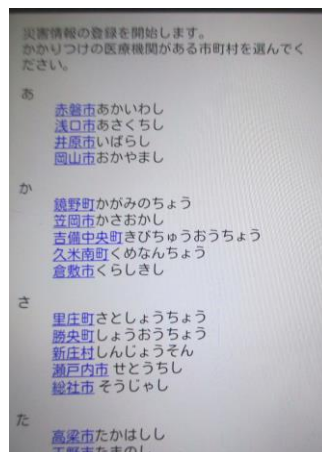 災害情報の登録を開始します。
かかりつけの医療機関がある市町村を選んでく
ださい。
あ
赤磐市あかいわし
浅口市あさくちし
井原市いばらし
岡山市おかやまし
か
鏡野町かがみのちょう
笠岡市かさおかし
吉備中央町きびちゅうおうちょう
久米南町くめなんちょう
倉敷市くらしきし
さ
里庄町さとしょうちょう
勝央町しょうおうちょう
新庄村しんじょうそん
瀬戸内市 せとうちし
総社市 そうじゃし
た
高梁市たかはしし
玉野市たまのし